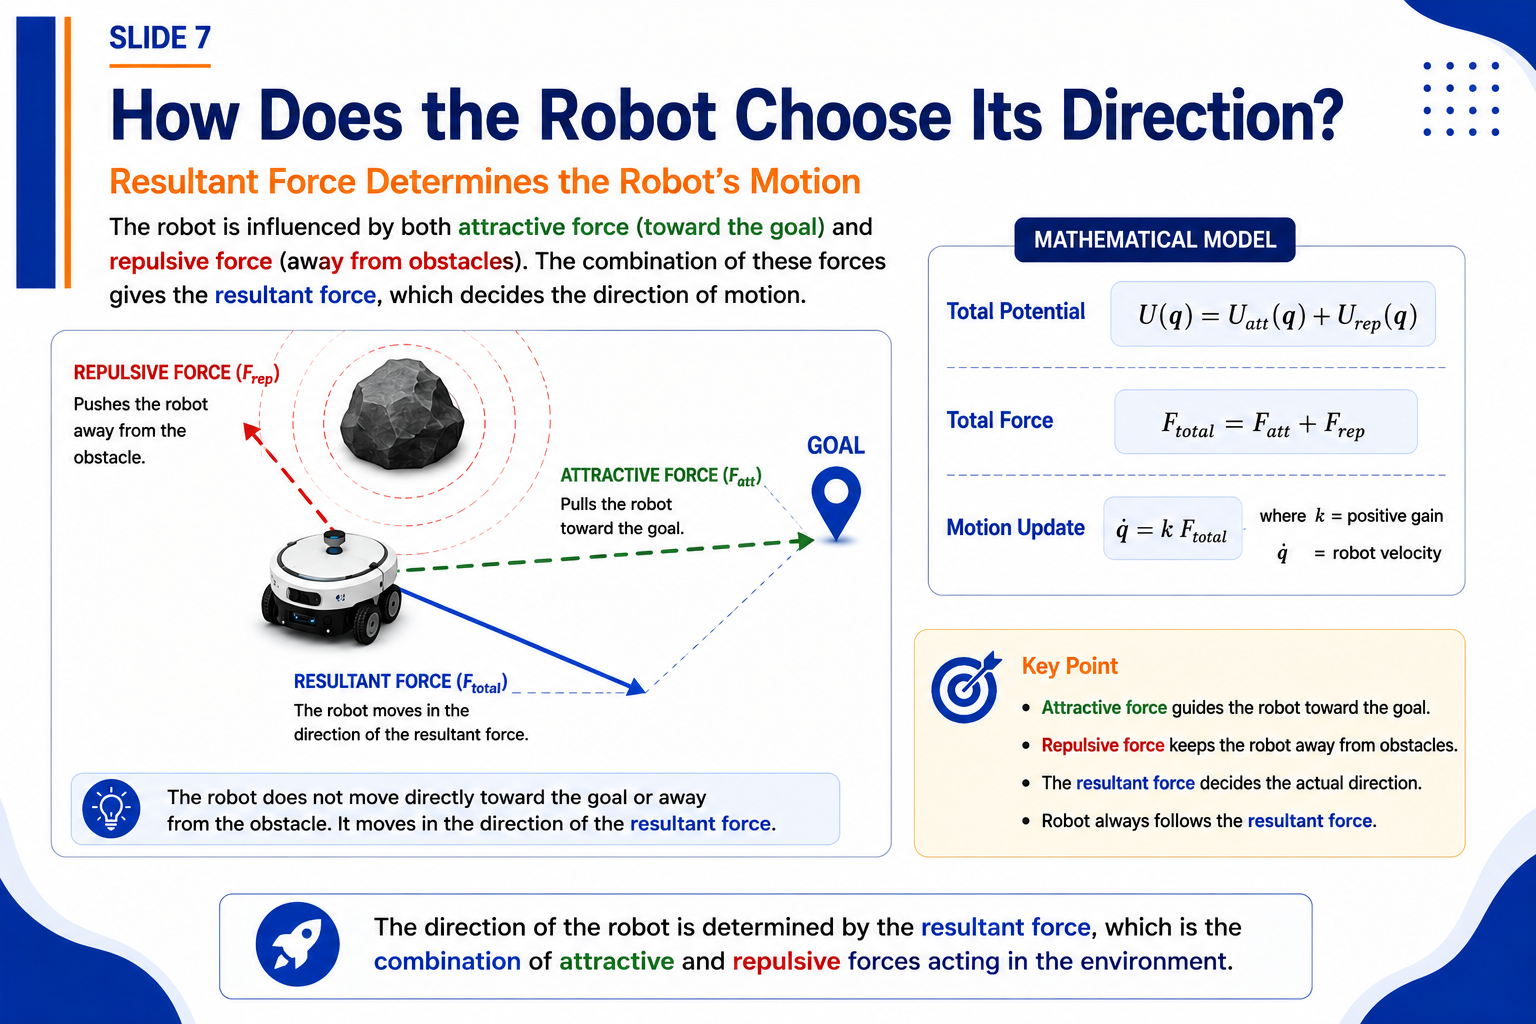 SLIDE 7
How Does the Robot Choose Its Direction?
Resultant Force Determines the Robot's Motion
The robot is influenced by both attractive force (toward the goal) and
repulsive force (away from obstacles). The combination of these forces
gives the resultant force, which decides the direction of motion.
REPULSIVE FORCE (F_rep)
Pushes the robot
away from the
obstacle.
ATTRACTIVE FORCE (F_att)
Pulls the robot
toward the goal.
GOAL
RESULTANT FORCE (F_total)
The robot moves in the
direction of the resultant force.
The robot does not move directly toward the goal or away
from the obstacle. It moves in the direction of the resultant force.
MATHEMATICAL MODEL
Total Potential U(q) = U_att(q) + U_rep(q)
Total Force F_total = F_att + F_rep
Motion Update q̇ = k F_total
where k = positive gain
q̇ = robot velocity
Key Point
• Attractive force guides the robot toward the goal.
• Repulsive force keeps the robot away from obstacles.
• The resultant force decides the actual direction.
• Robot always follows the resultant force.
The direction of the robot is determined by the resultant force, which is the
combination of attractive and repulsive forces acting in the environment.